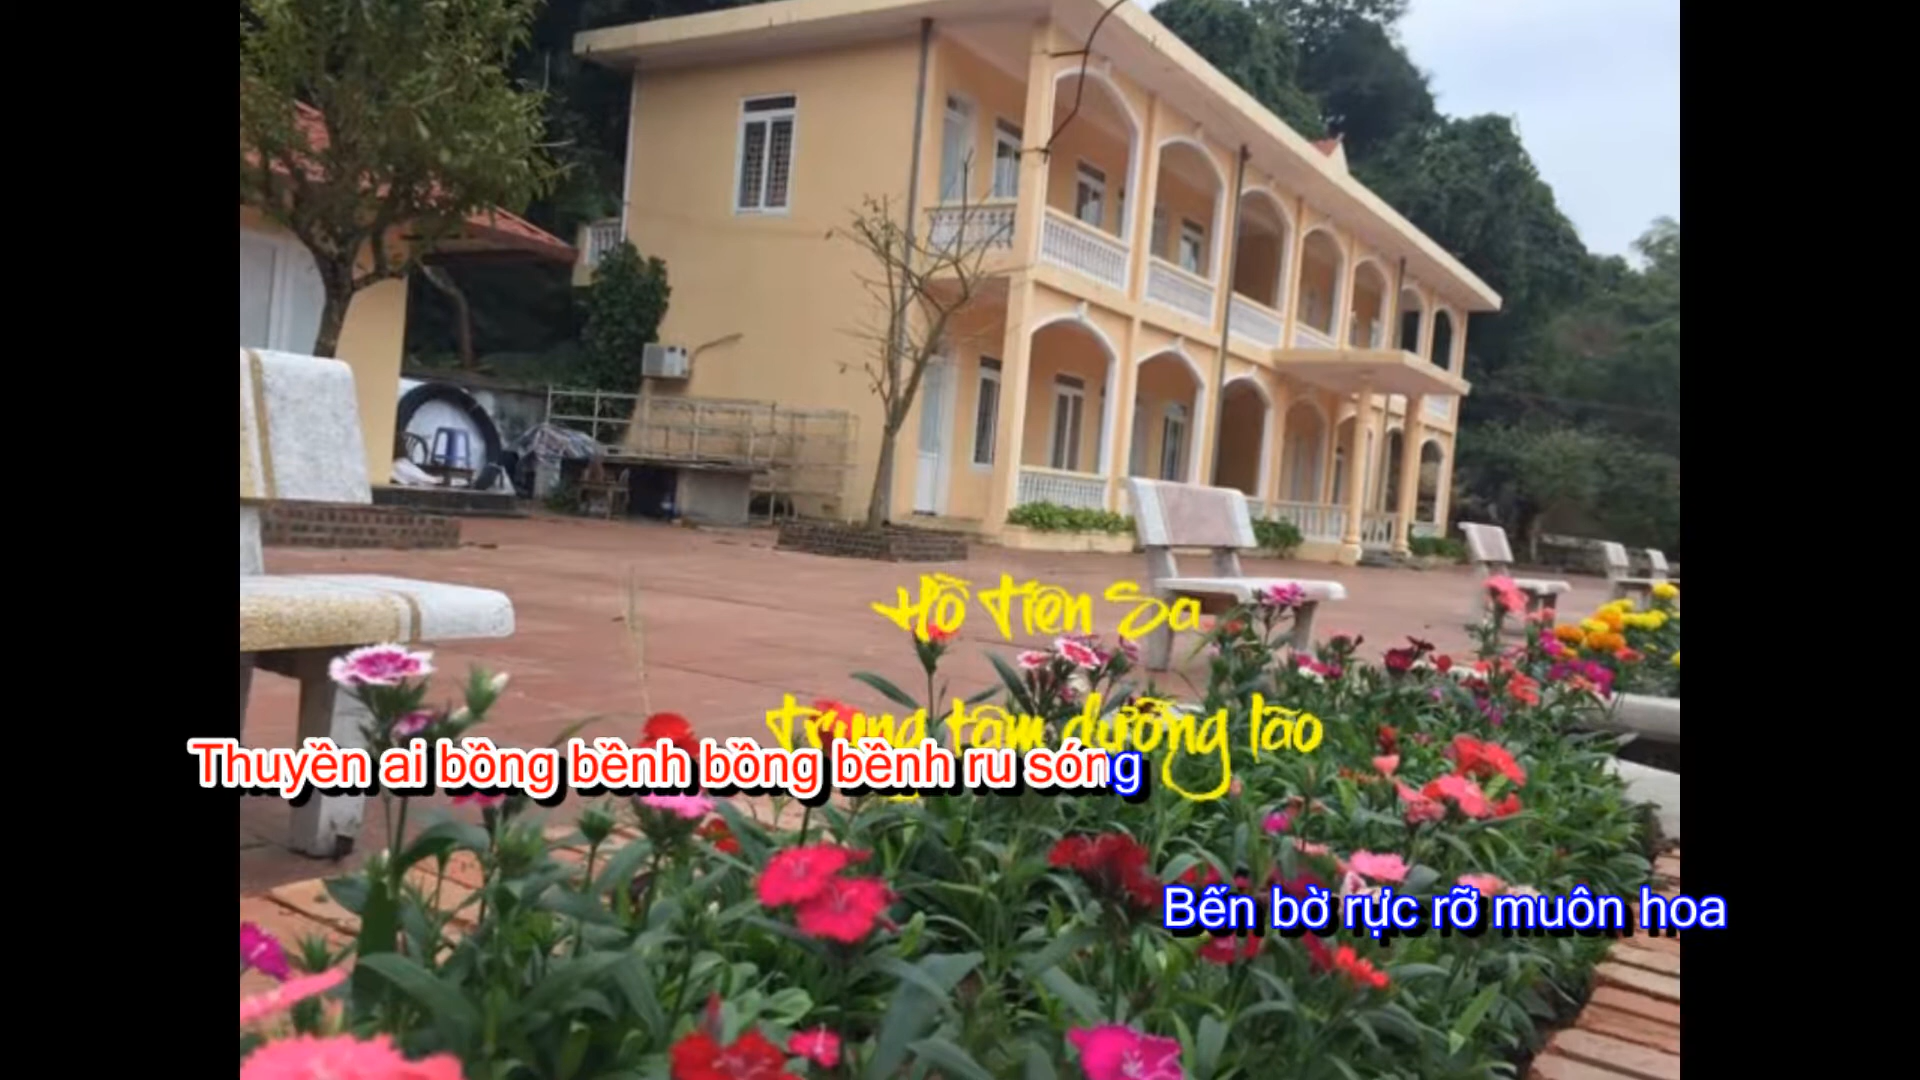 Hồ Tiên Sa
trung tâm dưỡng lão
Thuyền ai bồng bềnh bồng bềnh ru sóng
Bến bờ rực rỡ muôn hoa